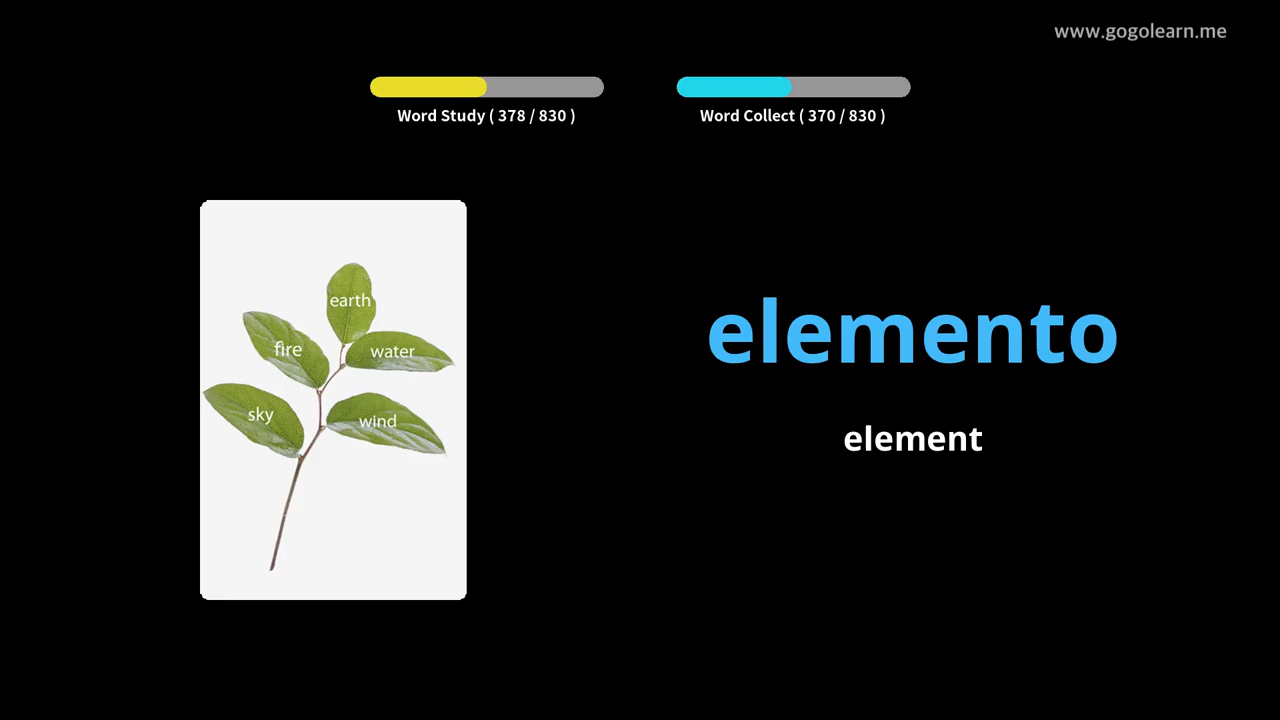 www.gogolearn.me
Word Study ( 378 / 830 )
Word Collect ( 370 / 830 )
earth
fire
water
sky
wind
elemento
element